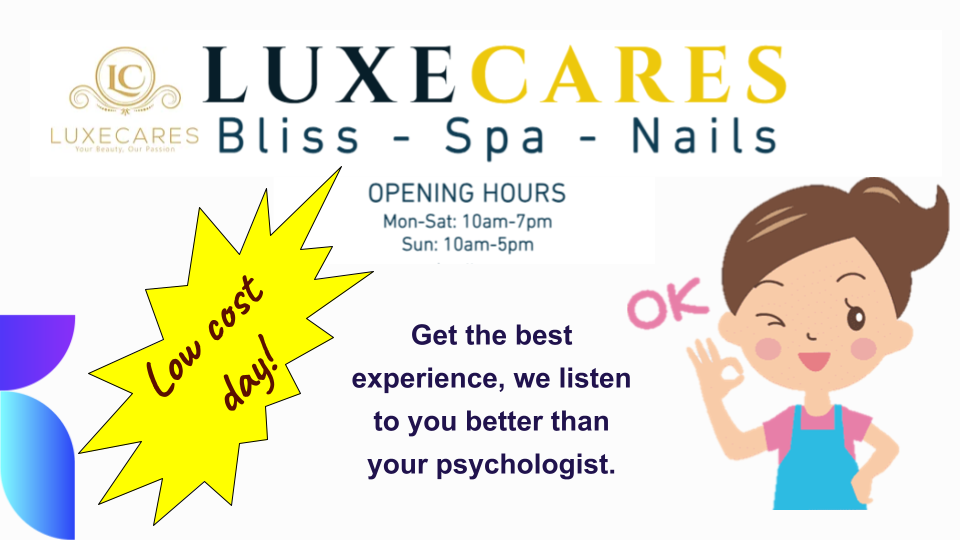 LC
LUXECARES
Your Beauty, Our Passion
LUXECARES
Bliss - Spa - Nails
OPENING HOURS
Mon-Sat: 10am-7pm
Sun: 10am-5pm
Low cost
day!
OK
Get the best
experience, we listen
to you better than
your psychologist.